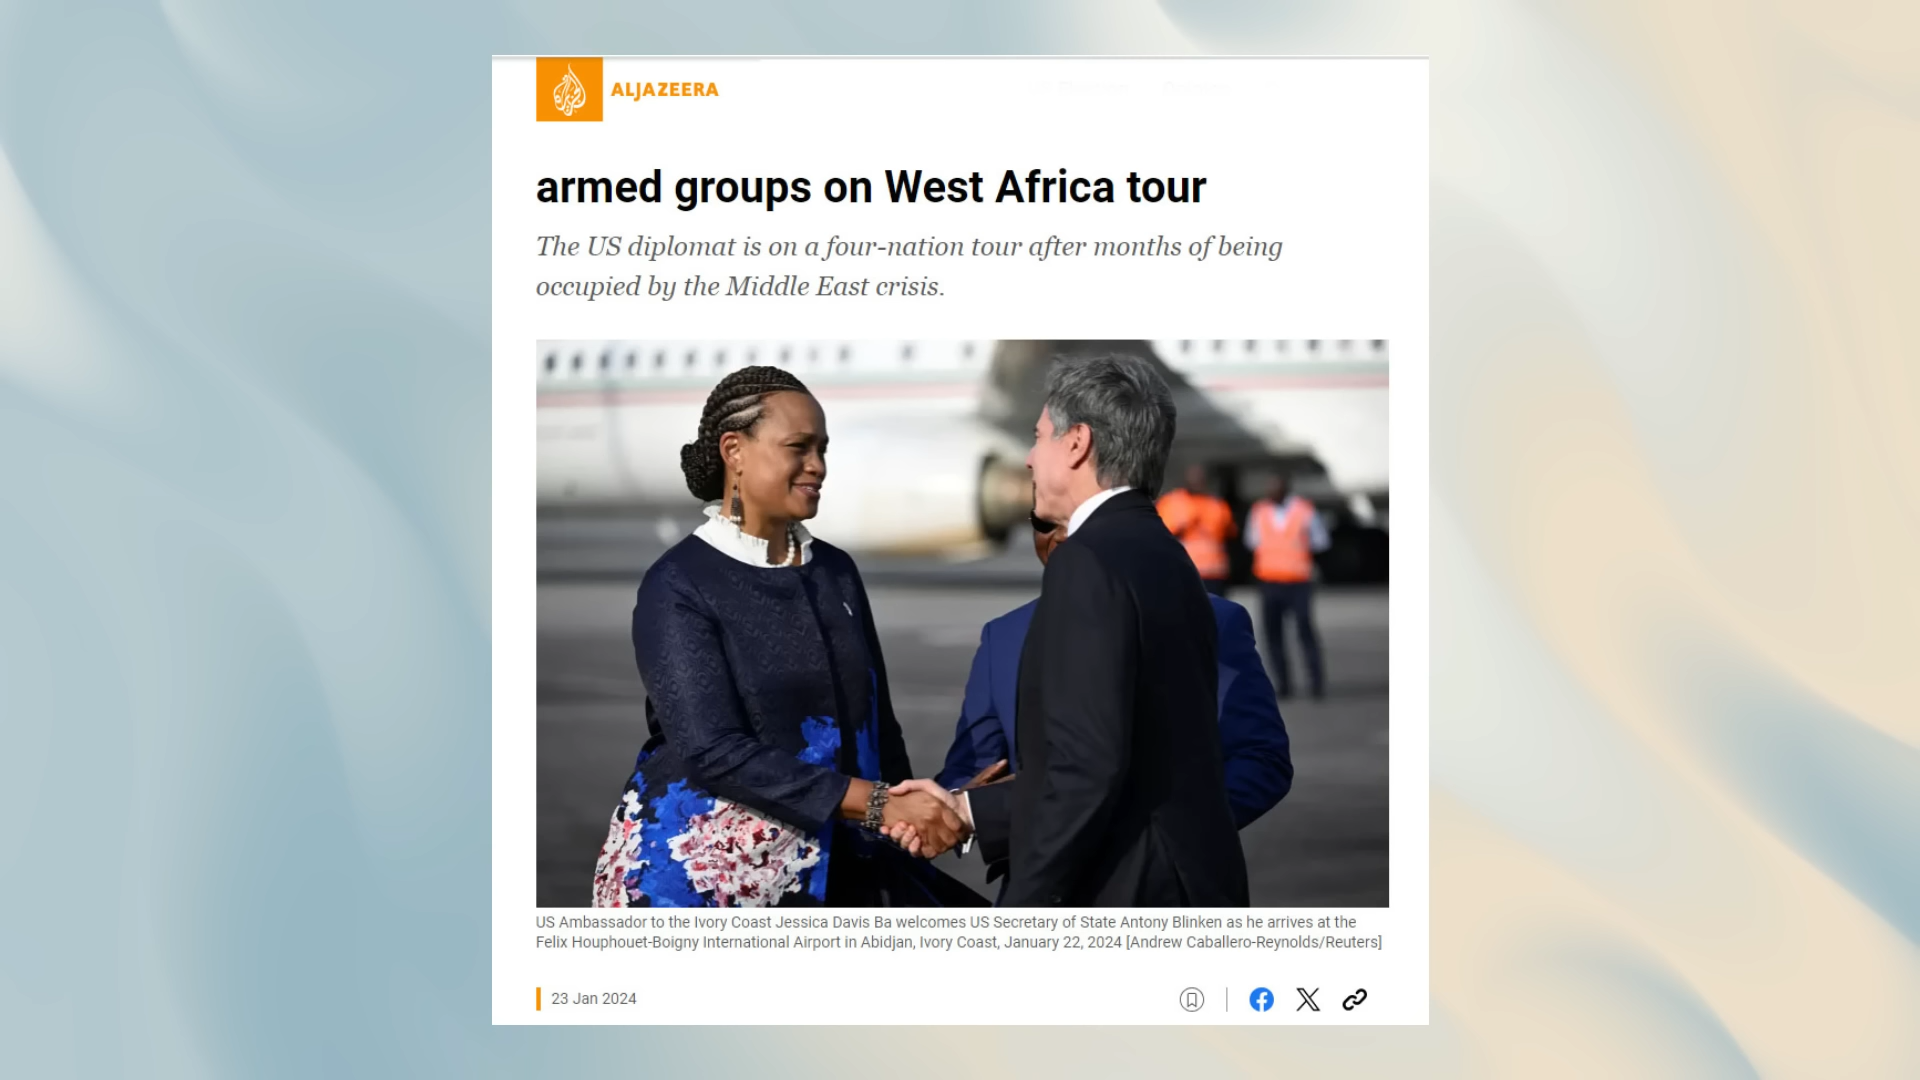 ALJAZEERA
armed groups on West Africa tour
The US diplomat is on a four-nation tour after months of being
occupied by the Middle East crisis.
US Ambassador to the Ivory Coast Jessica Davis Ba welcomes US Secretary of State Antony Blinken as he arrives at the
Felix Houphouet-Boigny International Airport in Abidjan, Ivory Coast, January 22, 2024 [Andrew Caballero-Reynolds/Reuters]
23 Jan 2024